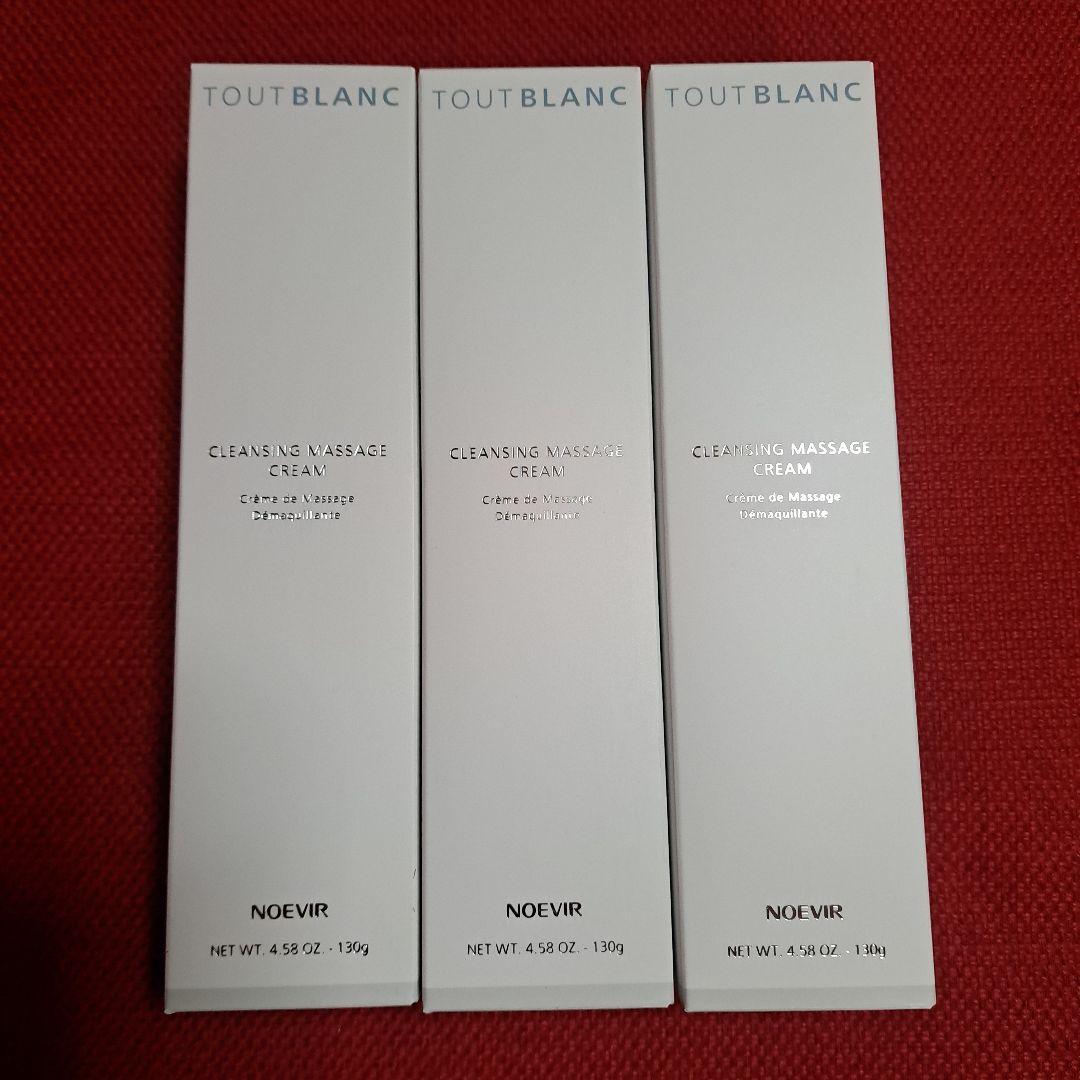 TOUTBLANC
CLEANSING MASSAGE
CREAM
Crème de Massage
Démaquillante
NOEVIR
NET WT. 4.58 OZ. - 130g
TOUTBLANC
CLEANSING MASSAGE
CREAM
Crème de Massage
Démaquillante
NOEVIR
NET WT. 4.58 OZ. - 130g
TOUTBLANC
CLEANSING MASSAGE
CREAM
Crème de Massage
Démaquillante
NOEVIR
NET WT. 4.58 OZ. - 130g